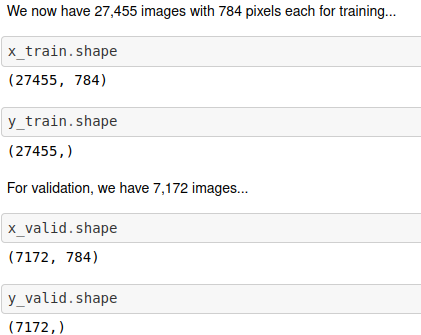 We now have 27,455 images with 784 pixels each for training...
x_train.shape
(27455, 784)
y_train.shape
(27455,)
For validation, we have 7,172 images...
x_valid.shape
(7172, 784)
y_valid.shape
(7172,)